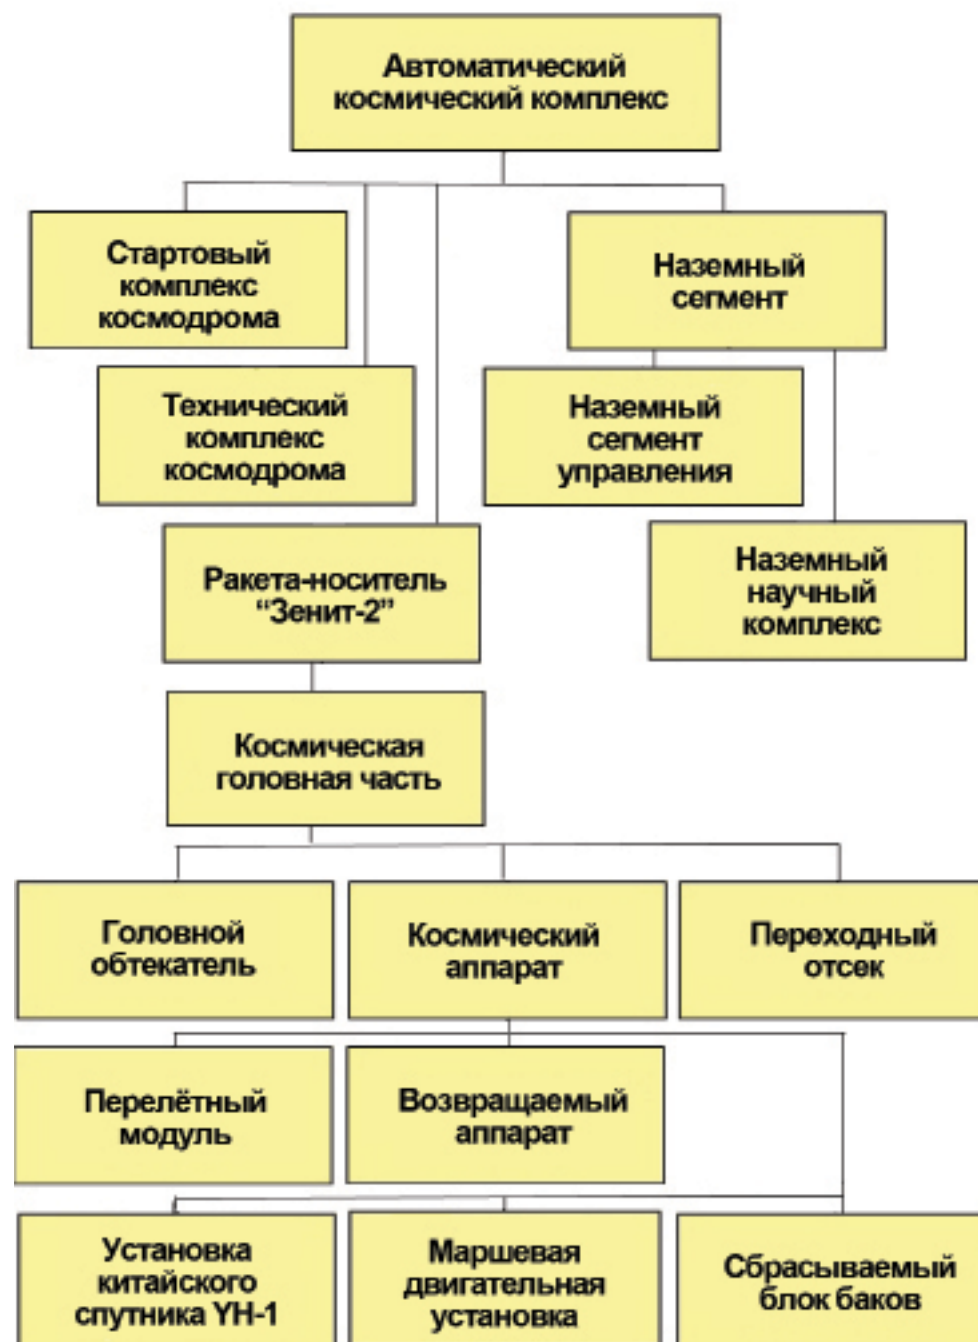 Автоматический
космический комплекс
Стартовый
комплекс
космодрома
Наземный
сегмент
Технический
комплекс
космодрома
Наземный
сегмент
управления
Ракета-носитель
“Зенит-2”
Наземный
научный
комплекс
Космическая
головная часть
Головной
обтекатель
Космический
аппарат
Переходный
отсек
Перелётный
модуль
Возвращаемый
аппарат
Установка
китайского
спутника YH-1
Маршевая
двигательная
установка
Сбрасываемый
блок баков